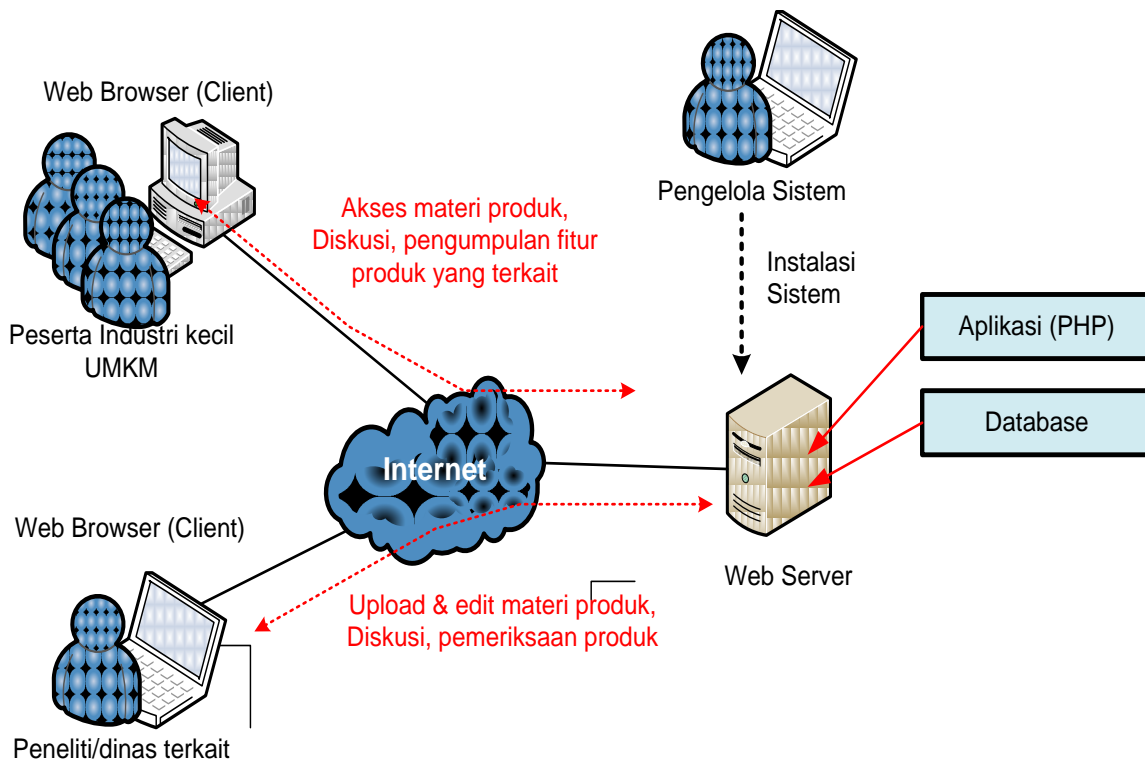 Web Browser (Client)
Pengelola Sistem
Akses materi produk,
Diskusi, pengumpulan fitur
produk yang terkait
Instalasi
Sistem
Aplikasi (PHP)
Peserta Industri kecil
UMKM
Database
Internet
Web Browser (Client)
Web Server
Upload & edit materi produk,
Diskusi, pemeriksaan produk
Peneliti/dinas terkait